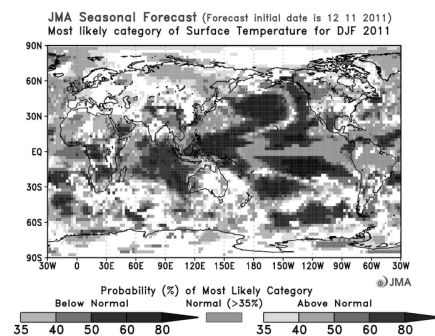 JMA Seasonal Forecast (Forecast initial date is 12 11 2011)
Most likely category of Surface Temperature for DJF 2011
90N
60N
30N
EQ
30S
60S
90S
30W 0 30E 60E 90E 120E 150E 180 150W 120W 90W 60W 30W
JMA
Probability (%) of Most Likely Category
Below Normal Normal (>35%) Above Normal
35 40 50 60 80 35 40 50 60 80